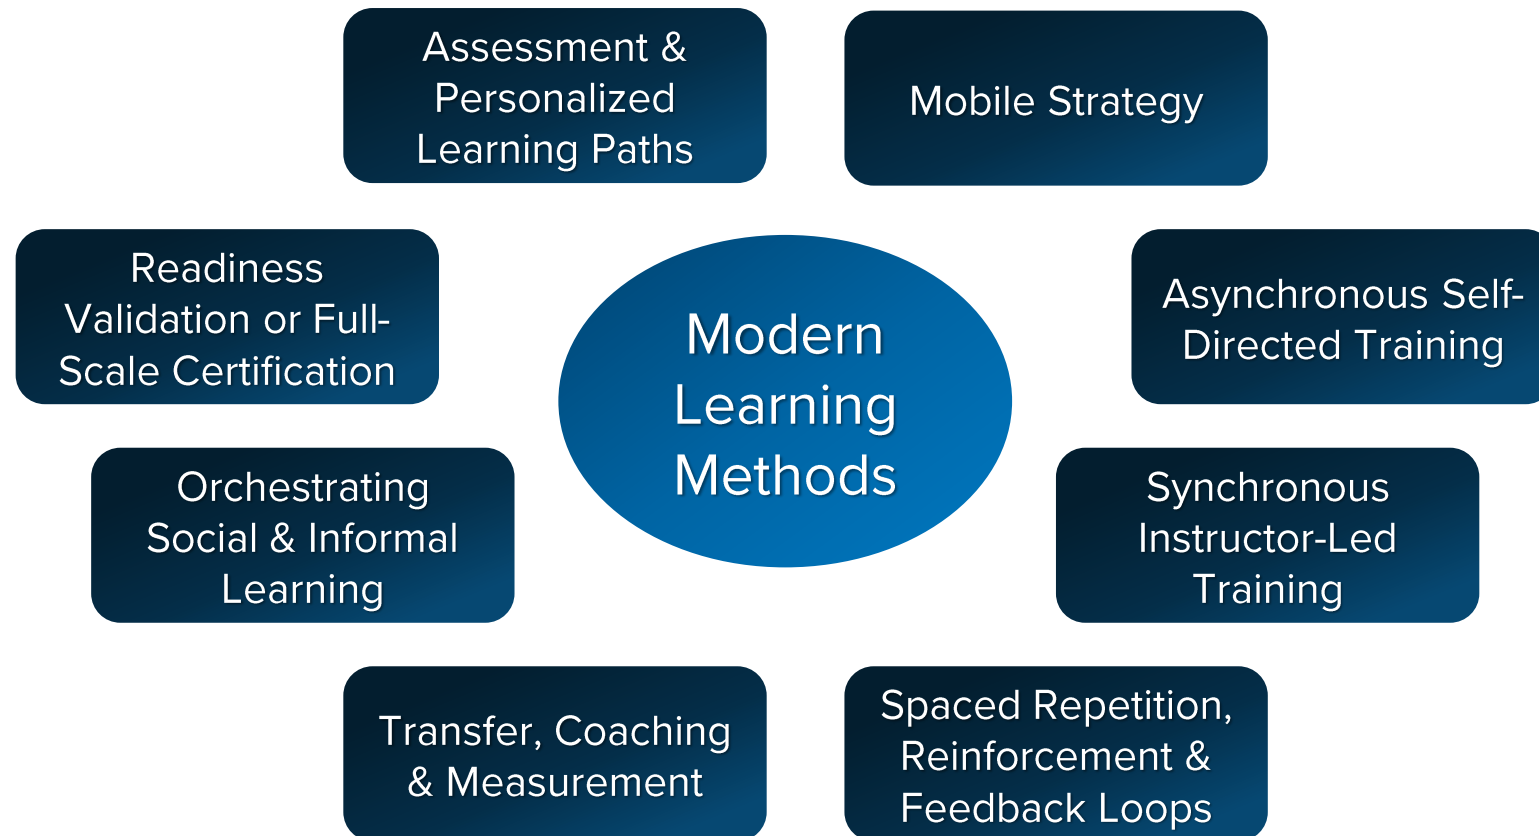 Assessment &
Personalized
Learning Paths
Mobile Strategy
Readiness
Validation or Full-
Scale Certification
Modern
Learning
Methods
Asynchronous Self-
Directed Training
Orchestrating
Social & Informal
Learning
Synchronous
Instructor-Led
Training
Transfer, Coaching
& Measurement
Spaced Repetition,
Reinforcement &
Feedback Loops